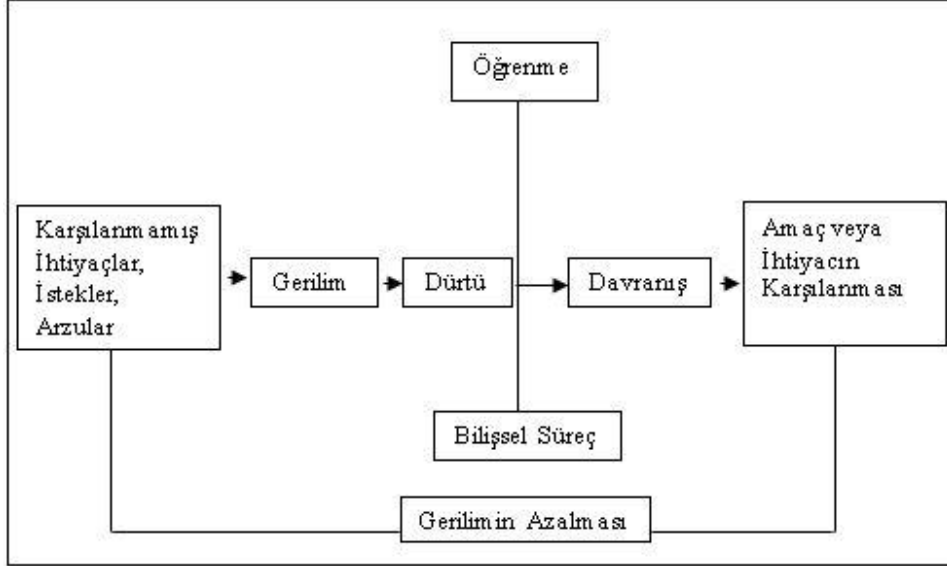 Öğrenme
Karşılanmamış
İhtiyaçlar,
İstekler,
Arzular
Gerilim
Dürtü
Davranış
Amaç veya
İhtiyacın
Karşılanması
Bilişsel Süreç
Gerilimin Azalması